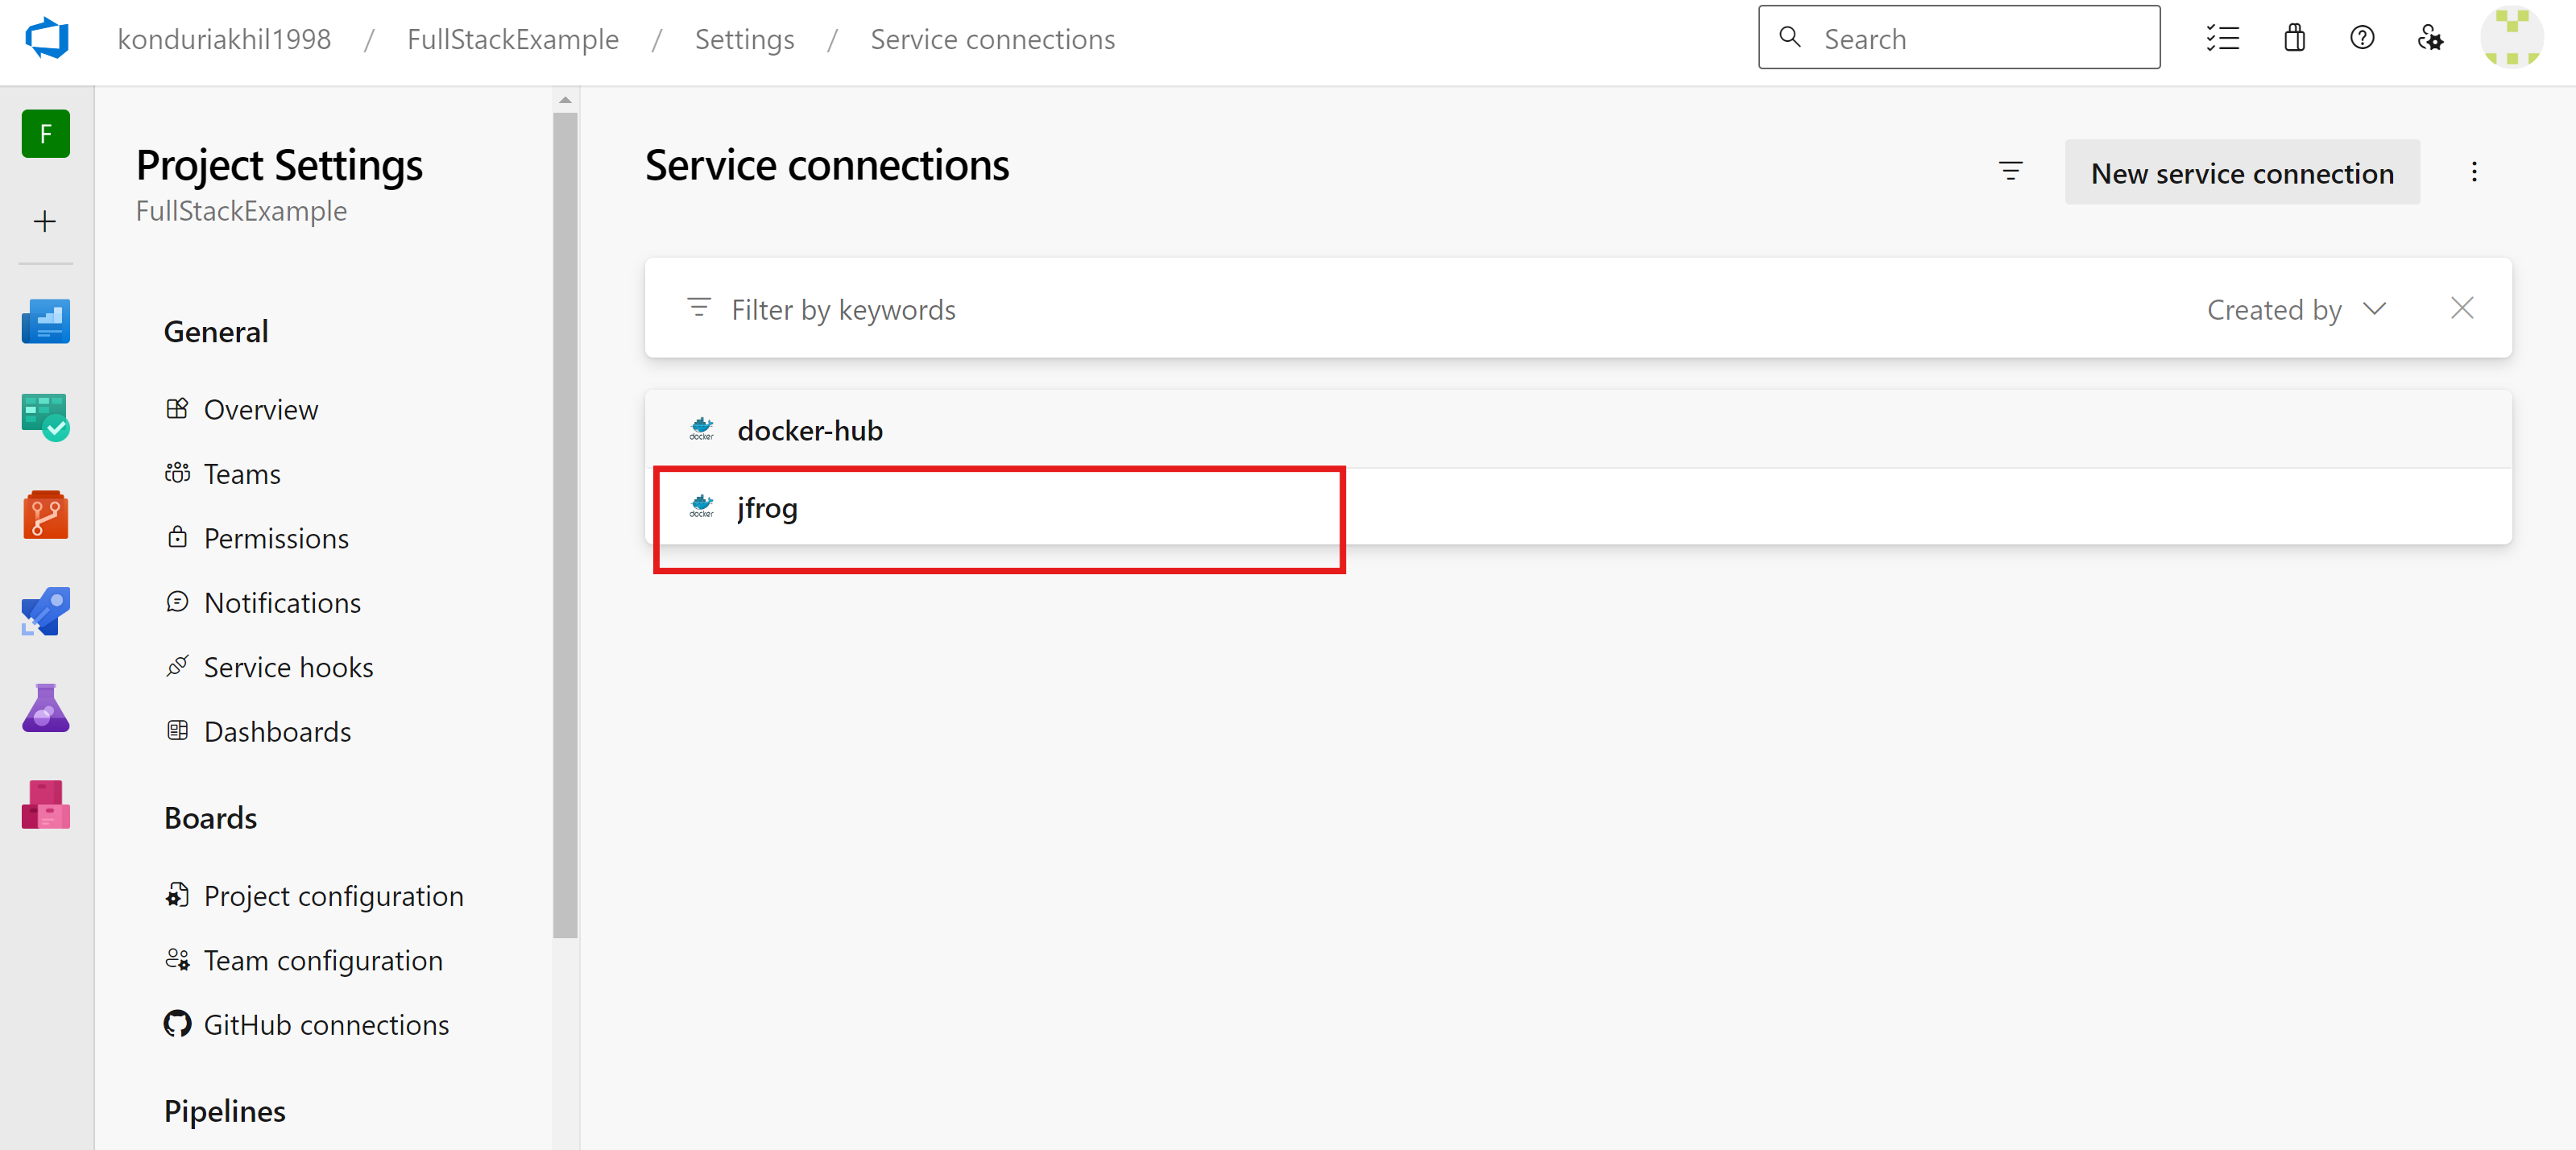 konduriakhil1998 / FullStackExample / Settings / Service connections
Search
F
Project Settings
FullStackExample
General
Overview
Teams
Permissions
Notifications
Service hooks
Dashboards
Boards
Project configuration
Team configuration
GitHub connections
Pipelines
Service connections
New service connection
Filter by keywords
Created by
docker docker-hub
docker jfrog